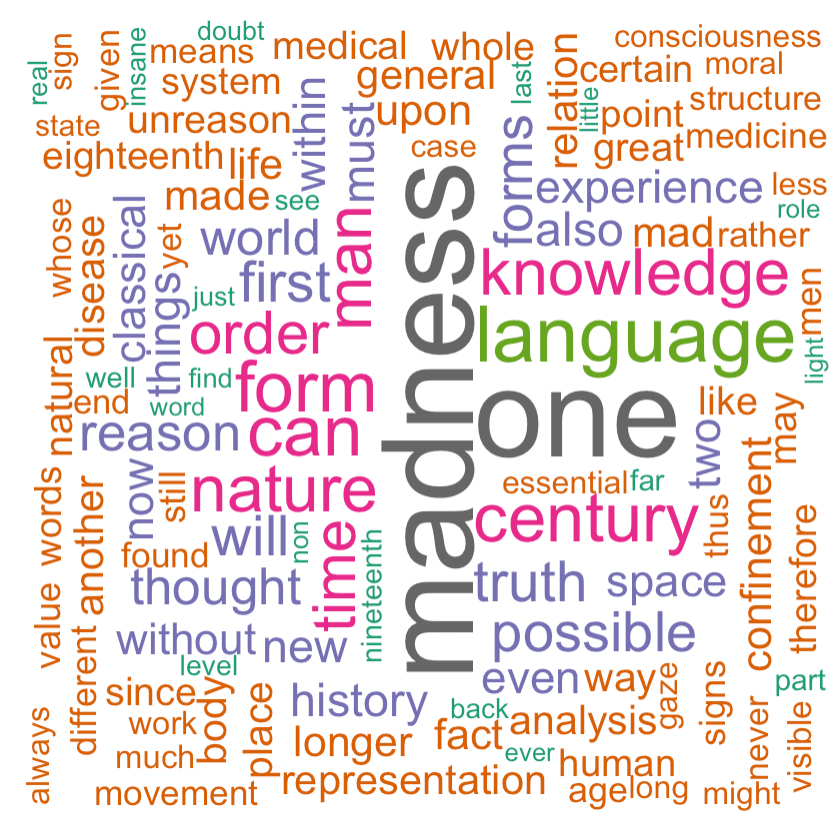 doubt
consciousness
real
sign
given
insane
means
medical
whole
certain
moral
system
general
last
relation
structure
state
unreason
within
must
upon
little
point
eighteenth
life
case
forms
great
medicine
made
see
experience
less
role
whose
disease
classical
yet
world
man
also
mad
rather
things
just
first
madness
knowledge
men
order
language
light
natural
well
find
form
end
word
reason
can
one
like
two
may
value
words
another
now
still
nature
essential
far
will
non
century
thus
confinement
therefore
found
thought
time
nineteenth
truth
space
without
new
possible
different
level
since
body
history
even
way
gaze
signs
part
always
work
place
back
analysis
never
visible
much
longer
fact
ever
human
movement
representation
age
long
might